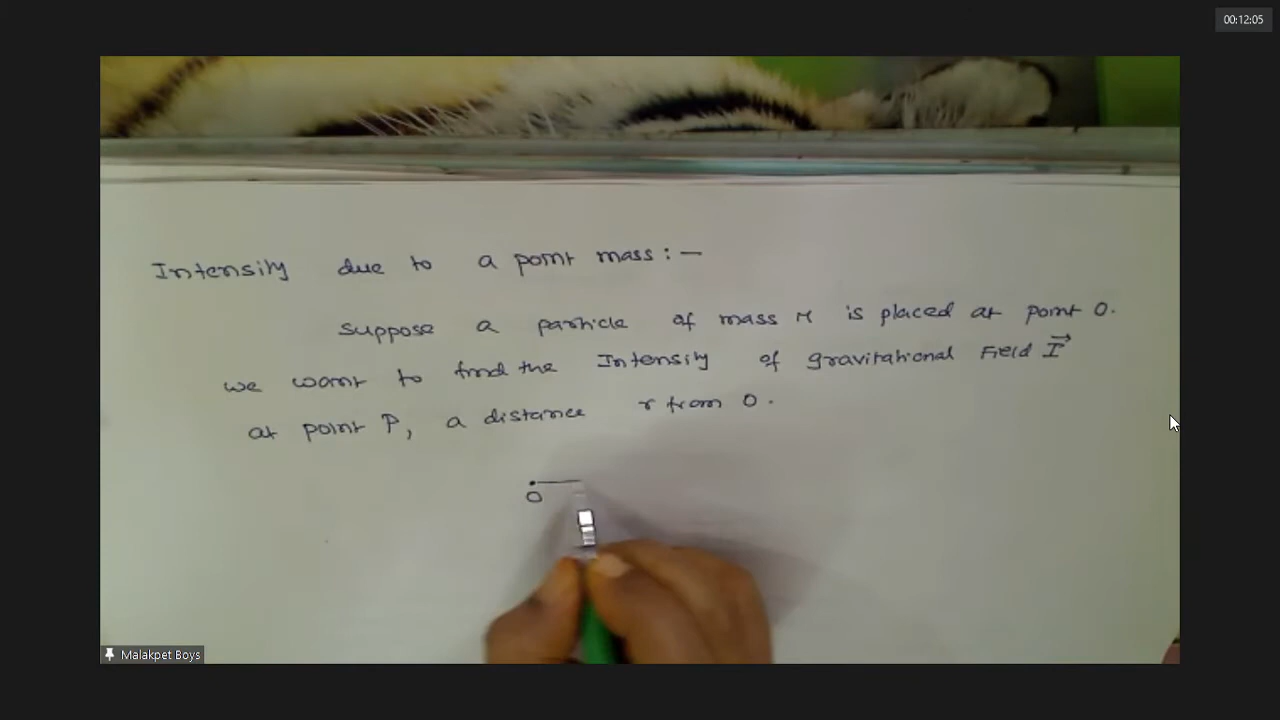 00:12:05
Intensity due to a point mass:-
Suppose a particle of mass M is placed at point O.
We want to find the Intensity of gravitational Field I⃗
at point P, a distance r from O.
O
Malakpet Boys